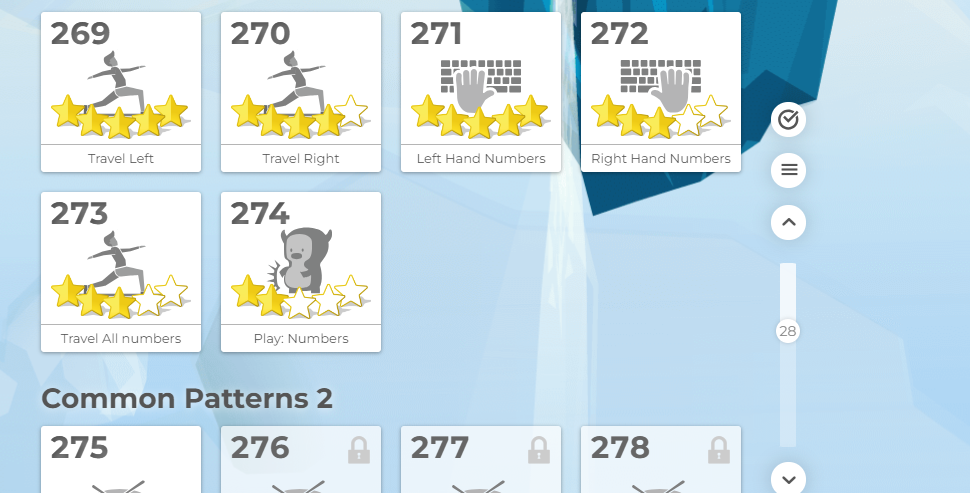 269 270 271 272
Travel Left Travel Right Left Hand Numbers Right Hand Numbers
273 274
28
Travel All numbers Play: Numbers
Common Patterns 2
275 276 277 278